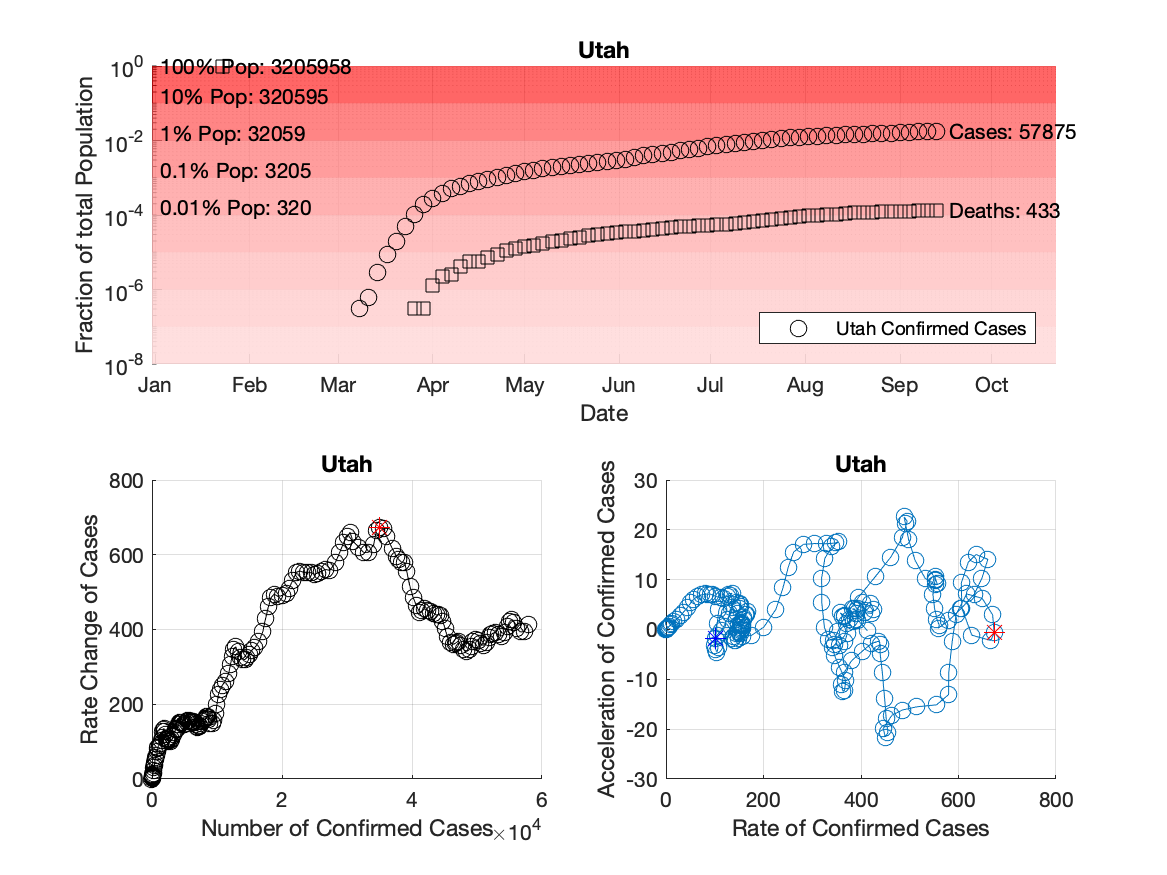 Utah
10^0
10^-2
10^-4
10^-6
10^-8
Fraction of total Population
100% Pop: 3205958
10% Pop: 320595
1% Pop: 32059
0.1% Pop: 3205
0.01% Pop: 320
Cases: 57875
Deaths: 433
Utah Confirmed Cases
Jan Feb Mar Apr May Jun Jul Aug Sep Oct
Date
Utah
800
600
400
200
0
Rate Change of Cases
0 2 4 6
Number of Confirmed Cases ×10^4
Utah
30
20
10
0
-10
-20
-30
Acceleration of Confirmed Cases
0 200 400 600 800
Rate of Confirmed Cases